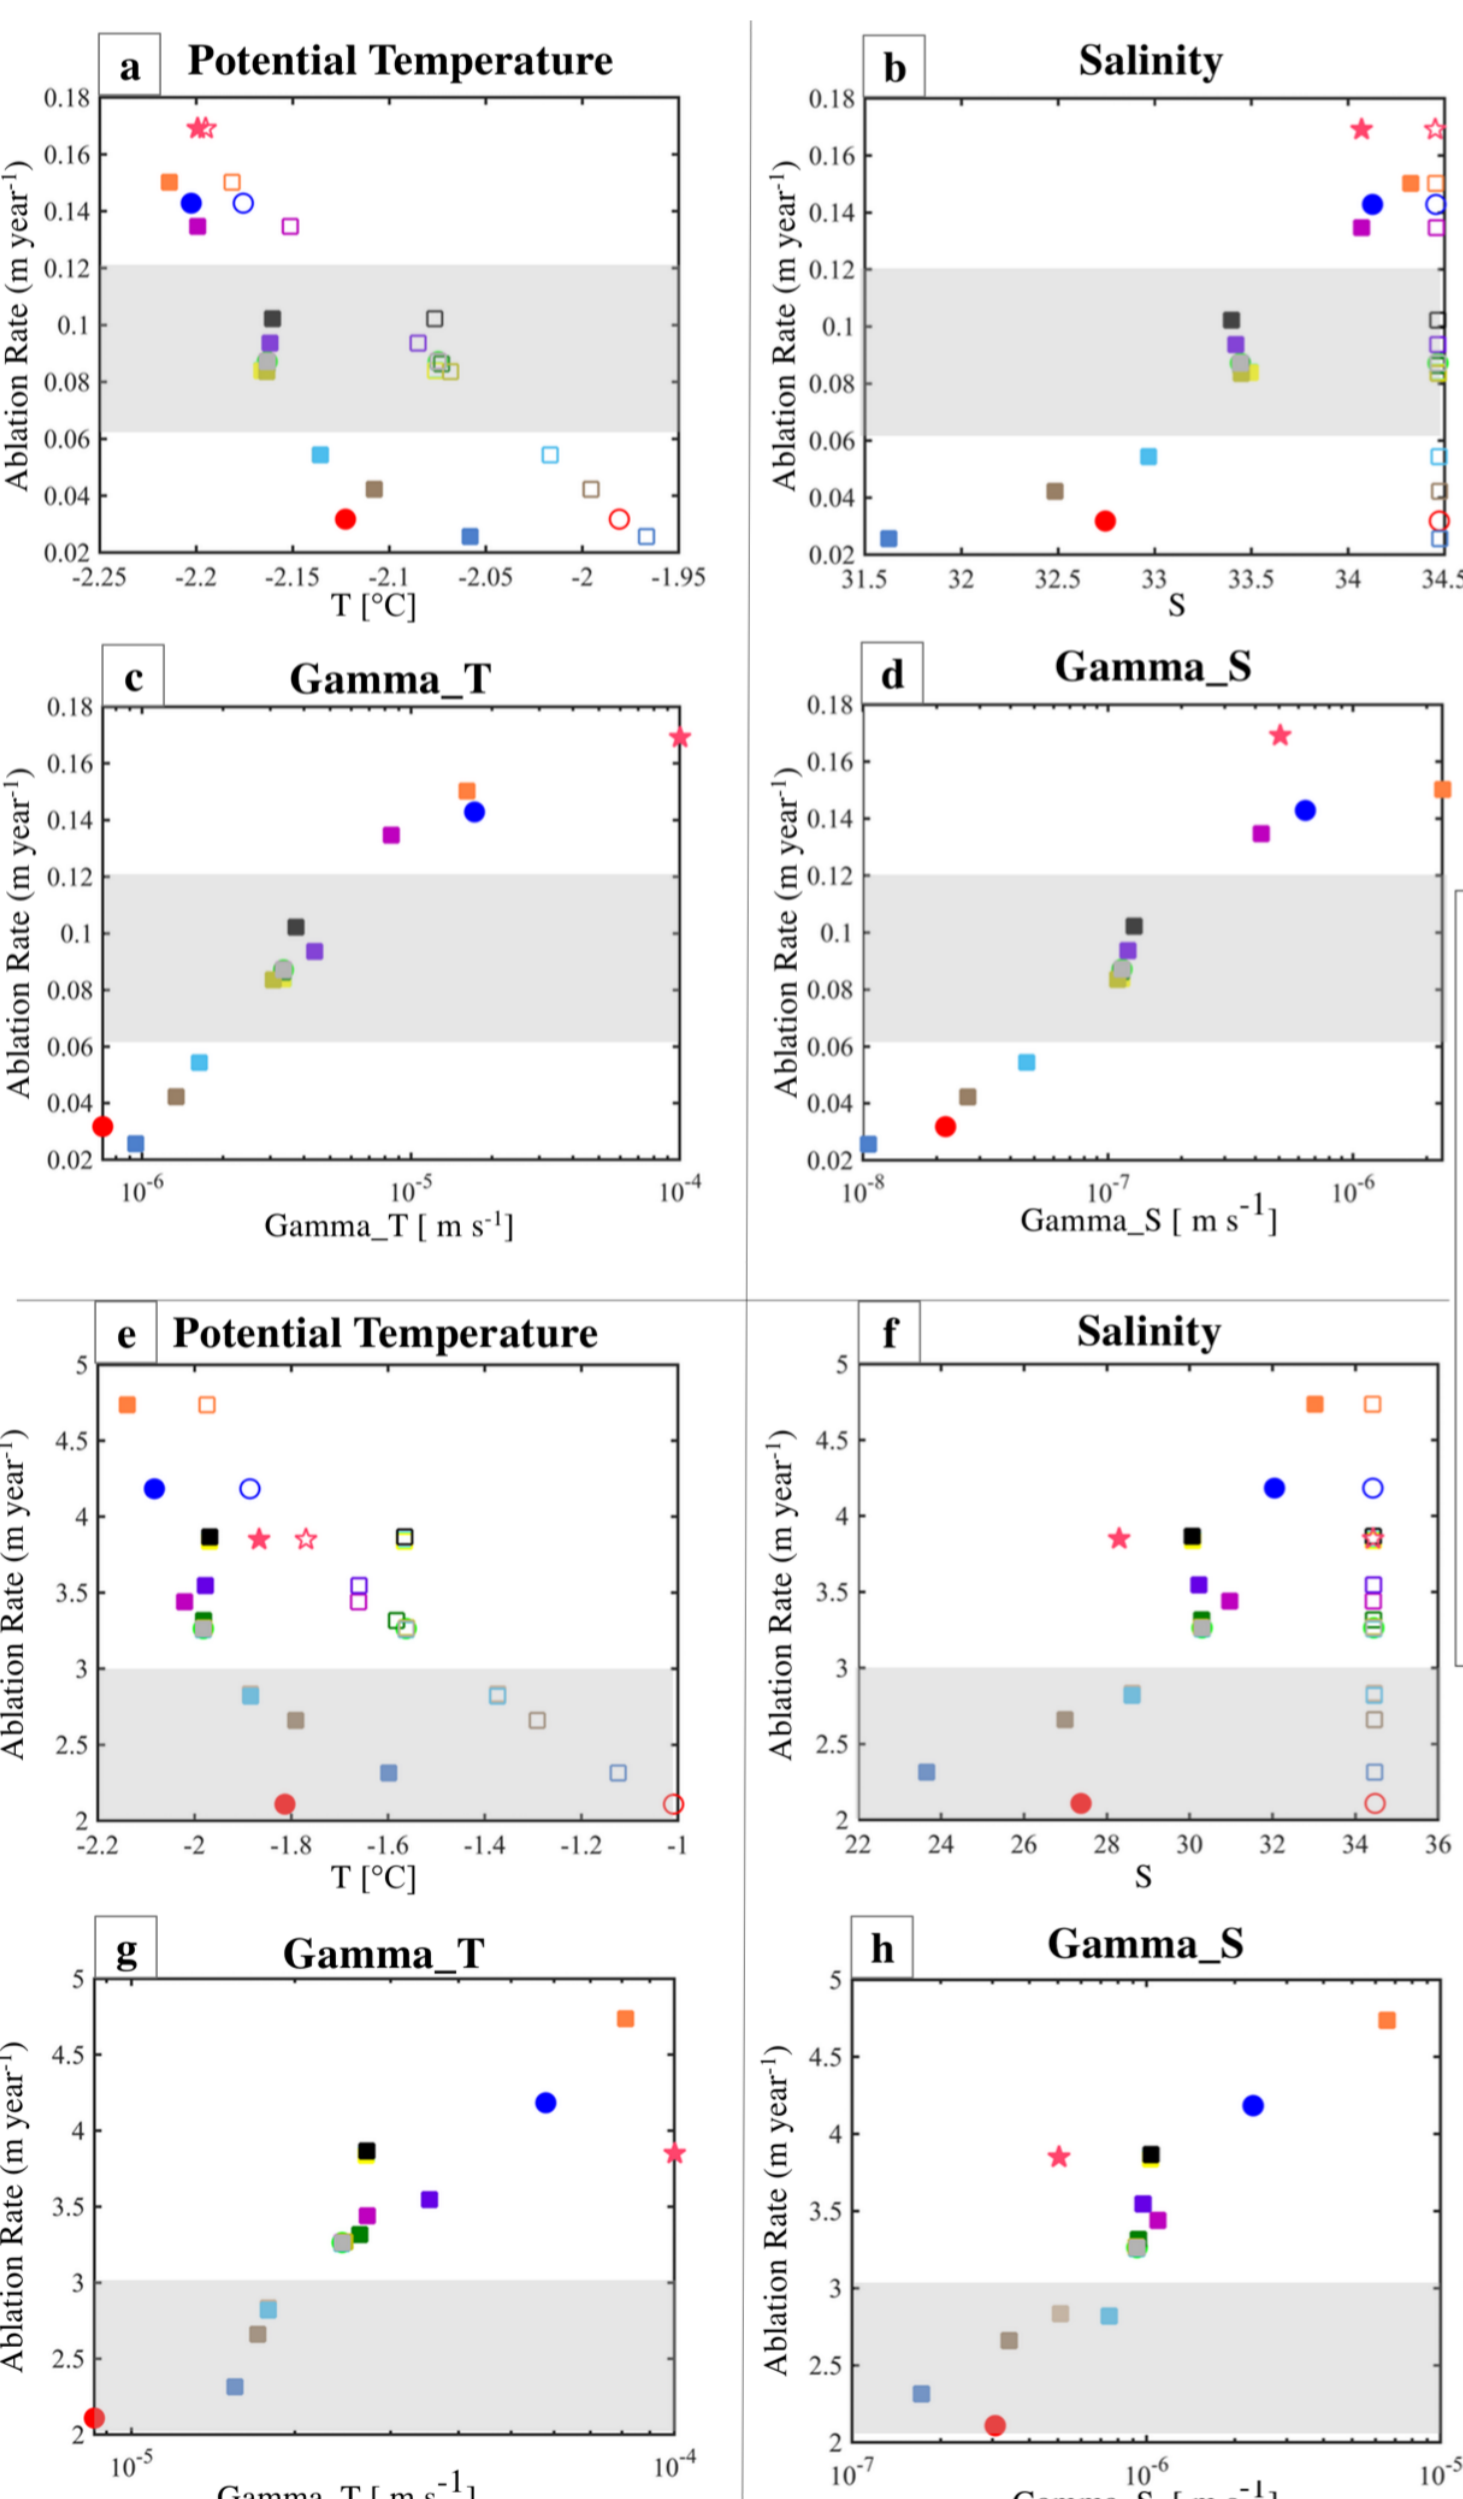 a Potential Temperature
0.18
0.16
0.14
0.12
0.1
0.08
0.06
0.04
0.02
Ablation Rate (m year-1)
-2.25 -2.2 -2.15 -2.1 -2.05 -2 -1.95
T [°C]
b Salinity
0.18
0.16
0.14
0.12
0.1
0.08
0.06
0.04
0.02
Ablation Rate (m year-1)
31.5 32 32.5 33 33.5 34 34.5
S
c Gamma_T
0.18
0.16
0.14
0.12
0.1
0.08
0.06
0.04
0.02
Ablation Rate (m year-1)
10-6 10-5 10-4
Gamma_T [ m s-1]
d Gamma_S
0.18
0.16
0.14
0.12
0.1
0.08
0.06
0.04
0.02
Ablation Rate (m year-1)
10-8 10-7 10-6
Gamma_S [ m s-1]
e Potential Temperature
5
4.5
4
3.5
3
2.5
2
Ablation Rate (m year-1)
-2.2 -2 -1.8 -1.6 -1.4 -1.2 -1
T [°C]
f Salinity
5
4.5
4
3.5
3
2.5
2
Ablation Rate (m year-1)
22 24 26 28 30 32 34 36
S
g Gamma_T
5
4.5
4
3.5
3
2.5
2
Ablation Rate (m year-1)
10-5 10-4
Gamma_T [ m s-1]
h Gamma_S
5
4.5
4
3.5
3
2.5
2
Ablation Rate (m year-1)
10-7 10-6 10-5
Gamma_S [ m s-1]